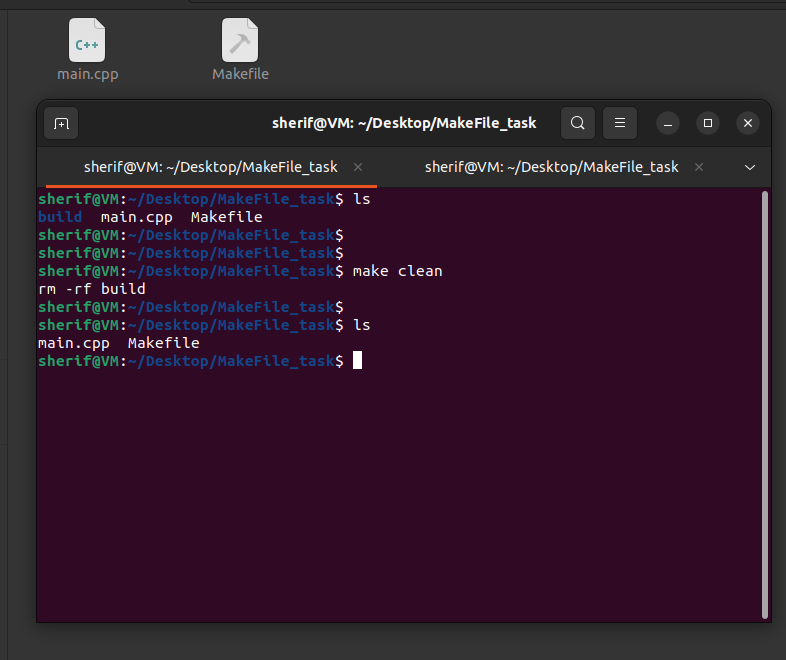 C++
main.cpp
Makefile
sherif@VM: ~/Desktop/MakeFile_task
sherif@VM: ~/Desktop/MakeFile_task
sherif@VM: ~/Desktop/MakeFile_task
sherif@VM:~/Desktop/MakeFile_task$ ls
build  main.cpp  Makefile
sherif@VM:~/Desktop/MakeFile_task$
sherif@VM:~/Desktop/MakeFile_task$
sherif@VM:~/Desktop/MakeFile_task$ make clean
rm -rf build
sherif@VM:~/Desktop/MakeFile_task$
sherif@VM:~/Desktop/MakeFile_task$ ls
main.cpp  Makefile
sherif@VM:~/Desktop/MakeFile_task$